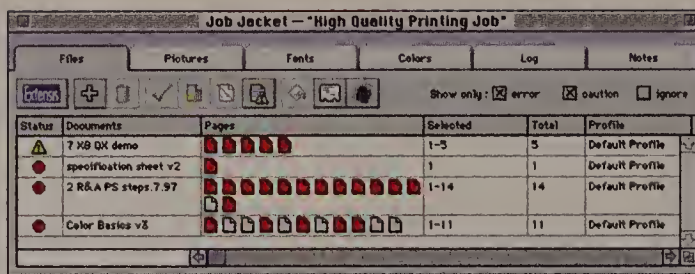 Job Jacket — "High Quality Printing Job"
Files Pictures Fonts Colors Log Notes
Extensis Show only: error caution ignore
Status Documents Pages Selected Total Profile
7 XB QX demo 1-5 5 Default Profile
specification sheet v2 1 1 Default Profile
2 R&A PS steps.7.97 1-14 14 Default Profile
Color Basics v3 1-11 11 Default Profile